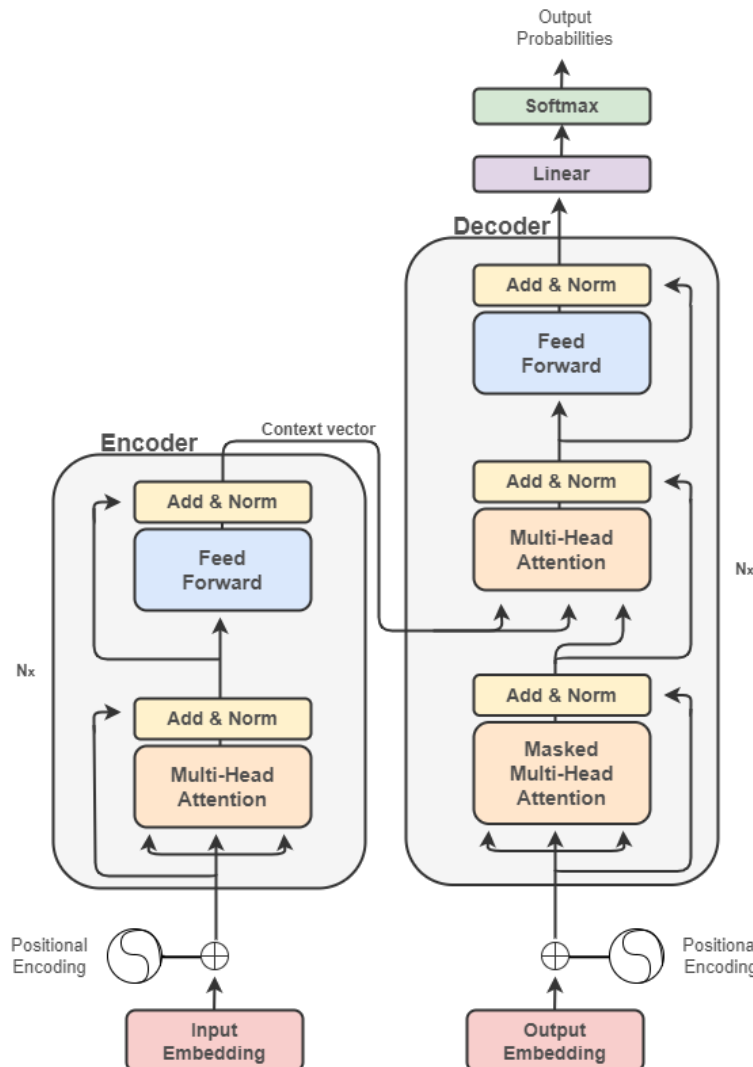 Output
Probabilities
Softmax
Linear
Decoder
Add & Norm
Feed
Forward
Add & Norm
Multi-Head
Attention
Nx
Add & Norm
Masked
Multi-Head
Attention
Context vector
Encoder
Add & Norm
Feed
Forward
Nx
Add & Norm
Multi-Head
Attention
Positional
Encoding
Positional
Encoding
Input
Embedding
Output
Embedding